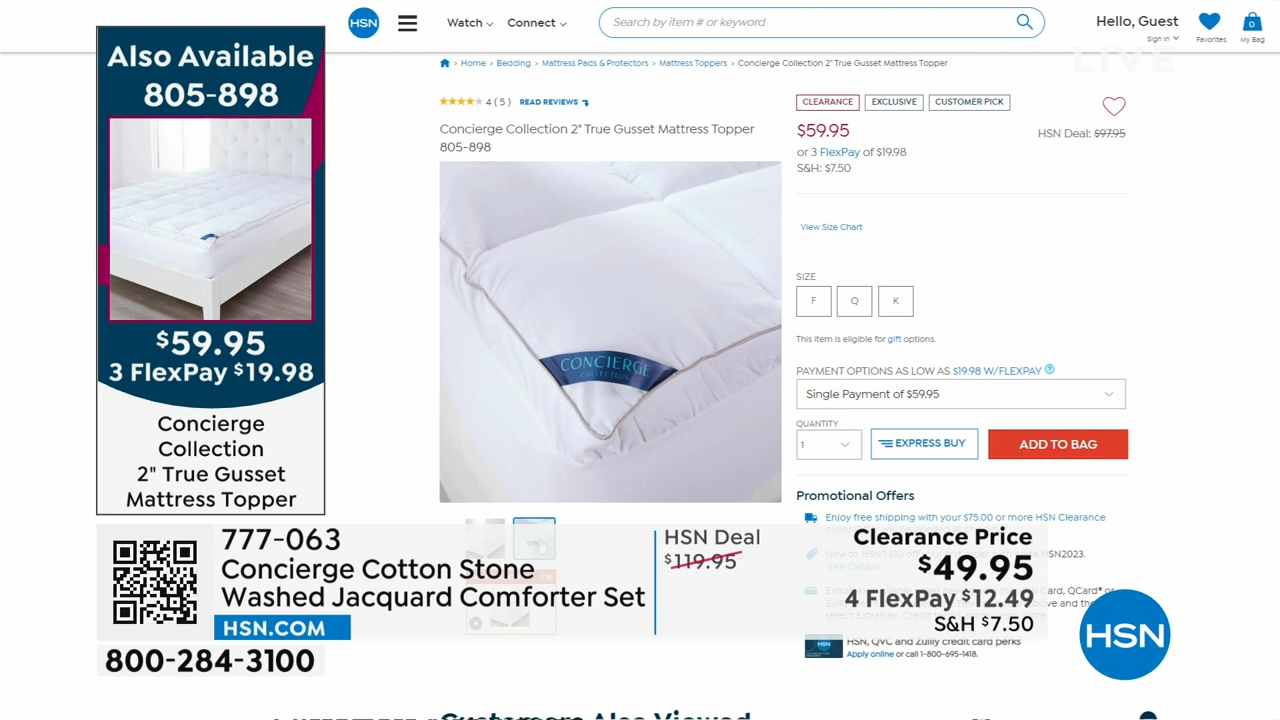 Also Available
805-898
$59.95
3 FlexPay $19.98
Concierge
Collection
2" True Gusset
Mattress Topper
HSN
Watch
Connect
Search by item # or keyword
Hello, Guest
Sign In
Favorites
0
My Bag
LIVE
> Home > Bedding > Mattress Pads & Protectors > Mattress Toppers > Concierge Collection 2" True Gusset Mattress Topper
4 ( 5 ) READ REVIEWS
Concierge Collection 2" True Gusset Mattress Topper
805-898
CONCIERGE
COLLECTION
CLEARANCE EXCLUSIVE CUSTOMER PICK
$59.95
HSN Deal: $97.95
or 3 FlexPay of $19.98
S&H: $7.50
View Size Chart
SIZE
F Q K
This item is eligible for gift options.
PAYMENT OPTIONS AS LOW AS $19.98 W/FLEXPAY
Single Payment of $59.95
QUANTITY
1
EXPRESS BUY
ADD TO BAG
Promotional Offers
Enjoy free shipping with your $75.00 or more HSN Clearance
HSN2023.
See Details
HSN, QVC and Zulily credit card perks
Apply online or call 1-800-695-1418.
777-063
Concierge Cotton Stone
Washed Jacquard Comforter Set
HSN.COM
800-284-3100
HSN Deal
$119.95
Clearance Price
$49.95
4 FlexPay $12.49
S&H $7.50
HSN
Customers Also Viewed